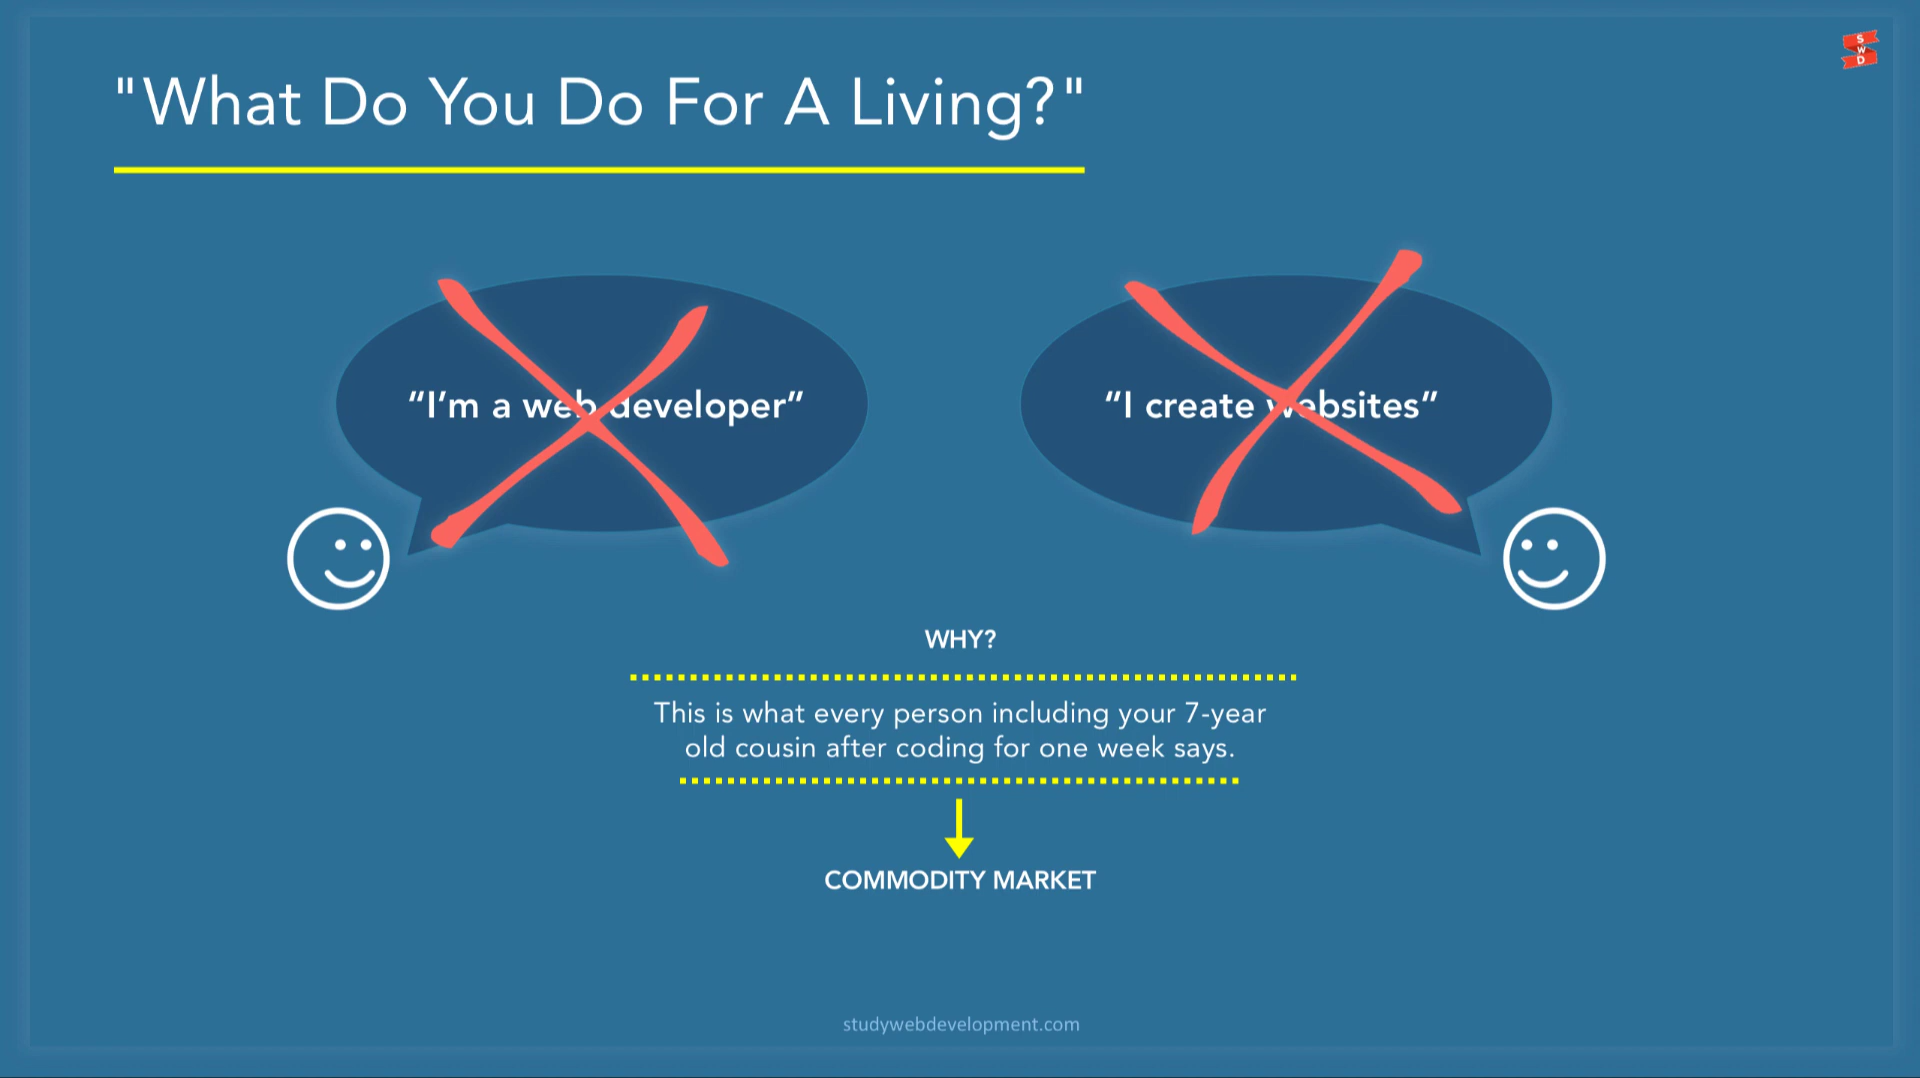 S
W
D
"What Do You Do For A Living?"
“I’m a web developer”
“I create websites”
WHY?
This is what every person including your 7-year
old cousin after coding for one week says.
COMMODITY MARKET
studywebdevelopment.com